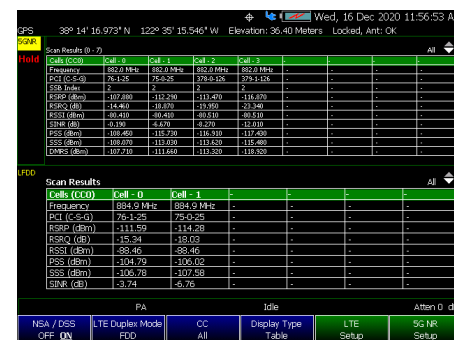 Wed, 16 Dec 2020 11:56:53 A
GPS 38° 14' 16.973" N 122° 35' 15.546" W Elevation: 36.40 Meters Locked, Ant: OK
5GNR
Scan Results (0 - 7) All
Hold
Cells (CC0) Cell - 0 Cell - 1 Cell - 2 Cell - 3 - - - -
Frequency 882.0 MHz 882.0 MHz 882.0 MHz 882.0 MHz - - - -
PCI (C-S-G) 76-1-25 75-0-25 378-0-126 379-1-126 - - - -
SSB Index 2 2 2 2 - - - -
RSRP (dBm) -107.880 -112.290 -113.470 -116.870 - - - -
RSRQ (dB) -14.460 -18.870 -19.950 -23.340 - - - -
RSSI (dBm) -80.410 -80.410 -80.510 -80.510 - - - -
SINR (dB) -0.190 -6.670 -8.270 -12.010 - - - -
PSS (dBm) -108.450 -115.730 -116.910 -117.430 - - - -
SSS (dBm) -108.070 -113.030 -113.620 -115.480 - - - -
DMRS (dBm) -107.710 -111.660 -113.320 -118.920 - - - -
LFDD
Scan Results All
Cells (CC0) Cell - 0 Cell - 1 - - - -
Frequency 884.9 MHz 884.9 MHz - - - -
PCI (C-S-G) 76-1-25 75-0-25 - - - -
RSRP (dBm) -111.59 -114.28 - - - -
RSRQ (dB) -15.34 -18.03 - - - -
RSSI (dBm) -88.46 -88.46 - - - -
PSS (dBm) -104.79 -106.02 - - - -
SSS (dBm) -106.78 -107.58 - - - -
SINR (dB) -3.74 -6.76 - - - -
PA Idle Atten 0 d
NSA / DSS LTE Duplex Mode CC Display Type LTE 5G NR
OFF ON FDD All Table Setup Setup